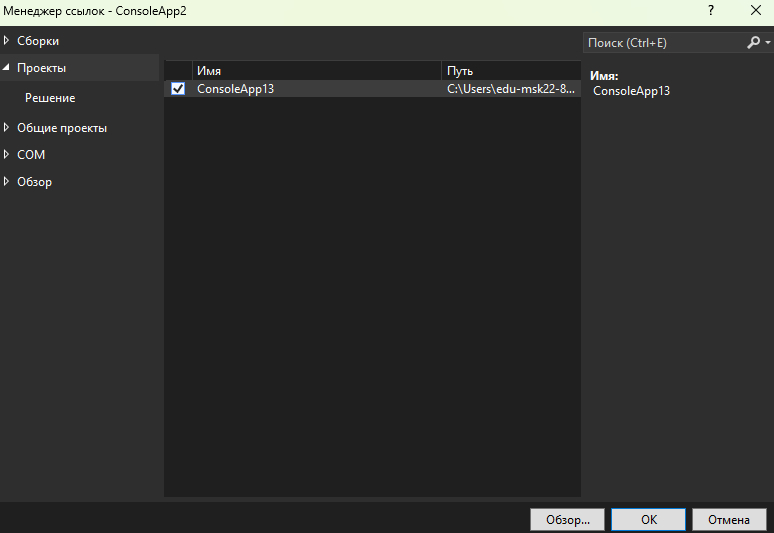 Менеджер ссылок - ConsoleApp2
?
Сборки
Проекты
Решение
Общие проекты
COM
Обзор
Имя Путь
ConsoleApp13 C:\Users\edu-msk22-8...
Поиск (Ctrl+E)
Имя:
ConsoleApp13
Обзор... ОК Отмена